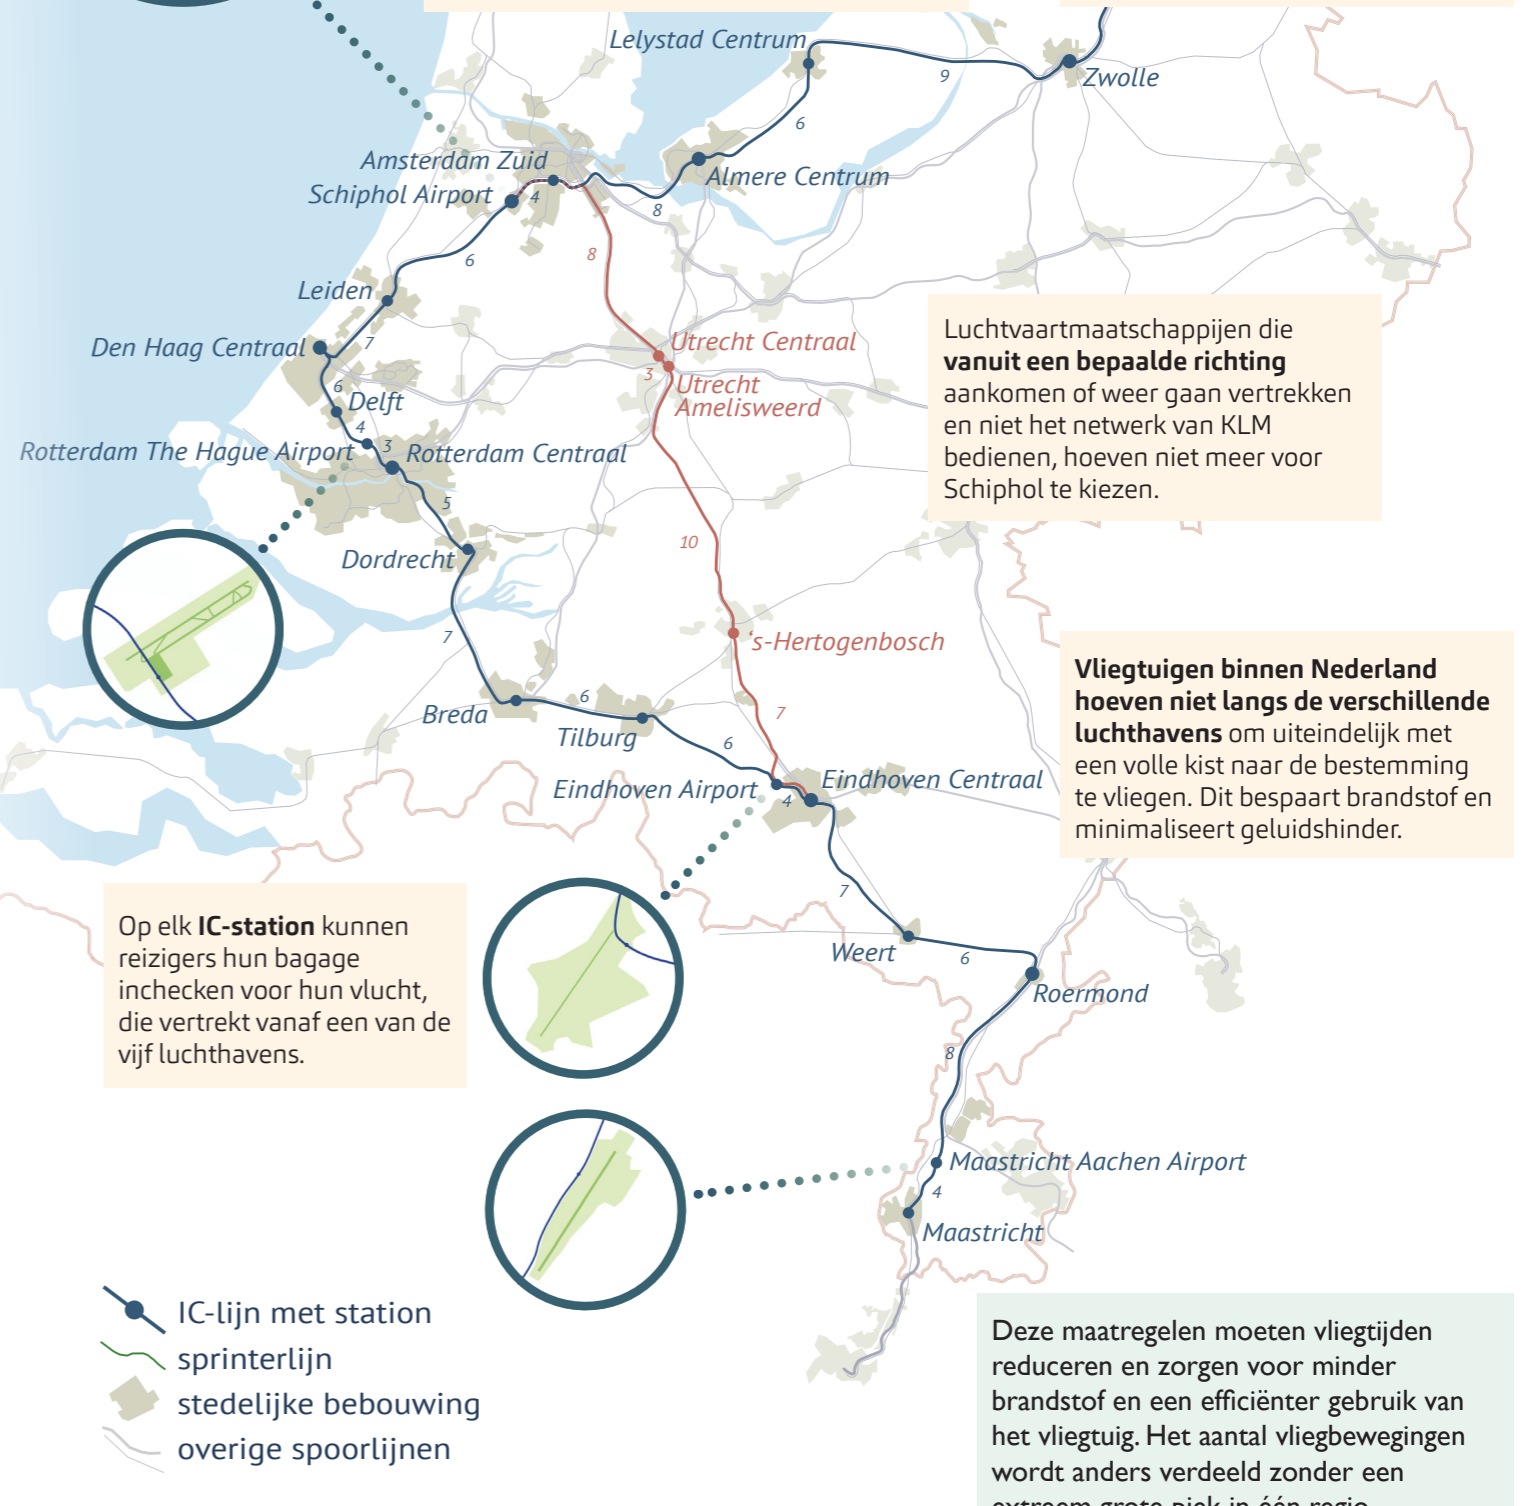 Lelystad Centrum
9
Zwolle
6
Amsterdam Zuid
Almere Centrum
Schiphol Airport
4
8
8
6
Leiden
Den Haag Centraal
7
Utrecht Centraal
3
Utrecht
Amelisweerd
6
Delft
4
Rotterdam The Hague Airport
3
Rotterdam Centraal
5
10
Dordrecht
7
's-Hertogenbosch
6
Breda
Tilburg
7
6
Eindhoven Airport
4
Eindhoven Centraal
7
Weert
6
Roermond
8
Maastricht Aachen Airport
4
Maastricht
Luchtvaartmaatschappijen die
vanuit een bepaalde richting
aankomen of weer gaan vertrekken
en niet het netwerk van KLM
bedienen, hoeven niet meer voor
Schiphol te kiezen.
Vliegtuigen binnen Nederland
hoeven niet langs de verschillende
luchthavens om uiteindelijk met
een volle kist naar de bestemming
te vliegen. Dit bespaart brandstof en
minimaliseert geluidshinder.
Op elk IC-station kunnen
reizigers hun bagage
inchecken voor hun vlucht,
die vertrekt vanaf een van de
vijf luchthavens.
IC-lijn met station
sprinterlijn
stedelijke bebouwing
overige spoorlijnen
Deze maatregelen moeten vliegtijden
reduceren en zorgen voor minder
brandstof en een efficiënter gebruik van
het vliegtuig. Het aantal vliegbewegingen
wordt anders verdeeld zonder een
extreem grote piek in één regio